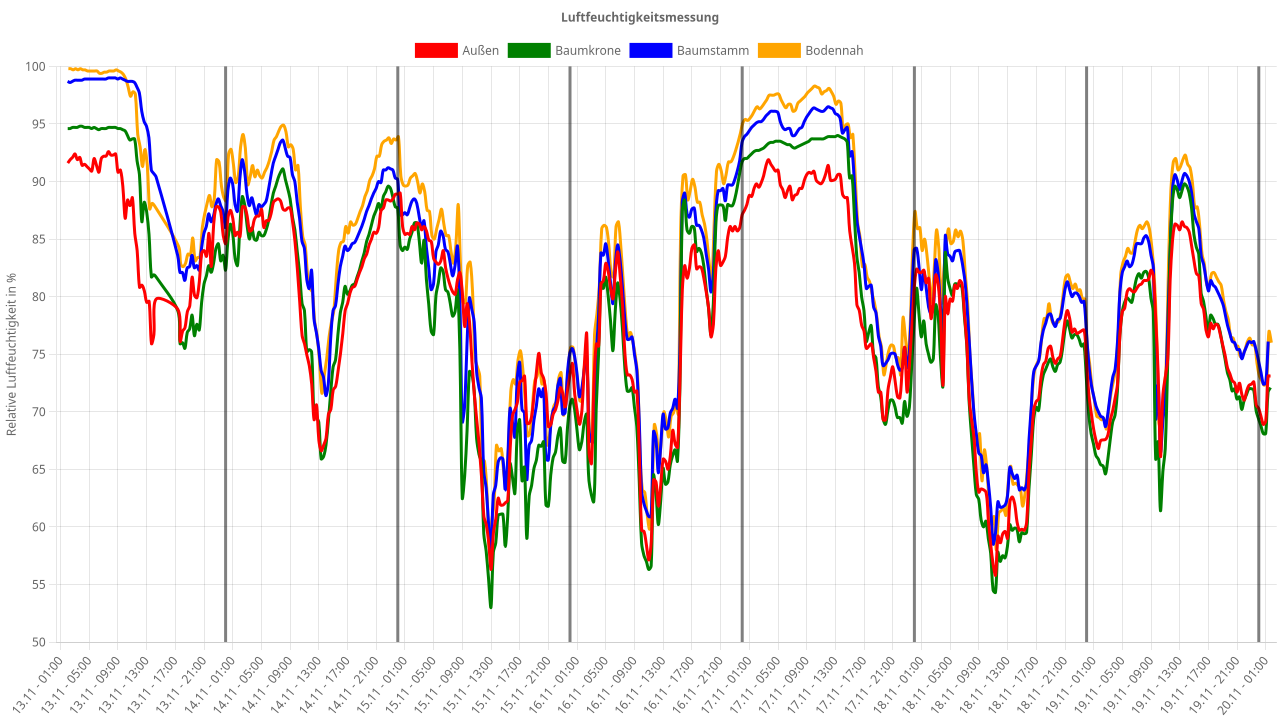 Luftfeuchtigkeitsmessung
Außen Baumkrone Baumstamm Bodennah
Relative Luftfeuchtigkeit in %
100
95
90
85
80
75
70
65
60
55
50
13.11 - 01:00
13.11 - 05:00
13.11 - 09:00
13.11 - 13:00
13.11 - 17:00
13.11 - 21:00
14.11 - 01:00
14.11 - 05:00
14.11 - 09:00
14.11 - 13:00
14.11 - 17:00
14.11 - 21:00
15.11 - 01:00
15.11 - 05:00
15.11 - 09:00
15.11 - 13:00
15.11 - 17:00
15.11 - 21:00
16.11 - 01:00
16.11 - 05:00
16.11 - 09:00
16.11 - 13:00
16.11 - 17:00
16.11 - 21:00
17.11 - 01:00
17.11 - 05:00
17.11 - 09:00
17.11 - 13:00
17.11 - 17:00
17.11 - 21:00
18.11 - 01:00
18.11 - 05:00
18.11 - 09:00
18.11 - 13:00
18.11 - 17:00
18.11 - 21:00
19.11 - 01:00
19.11 - 05:00
19.11 - 09:00
19.11 - 13:00
19.11 - 17:00
19.11 - 21:00
20.11 - 01:00